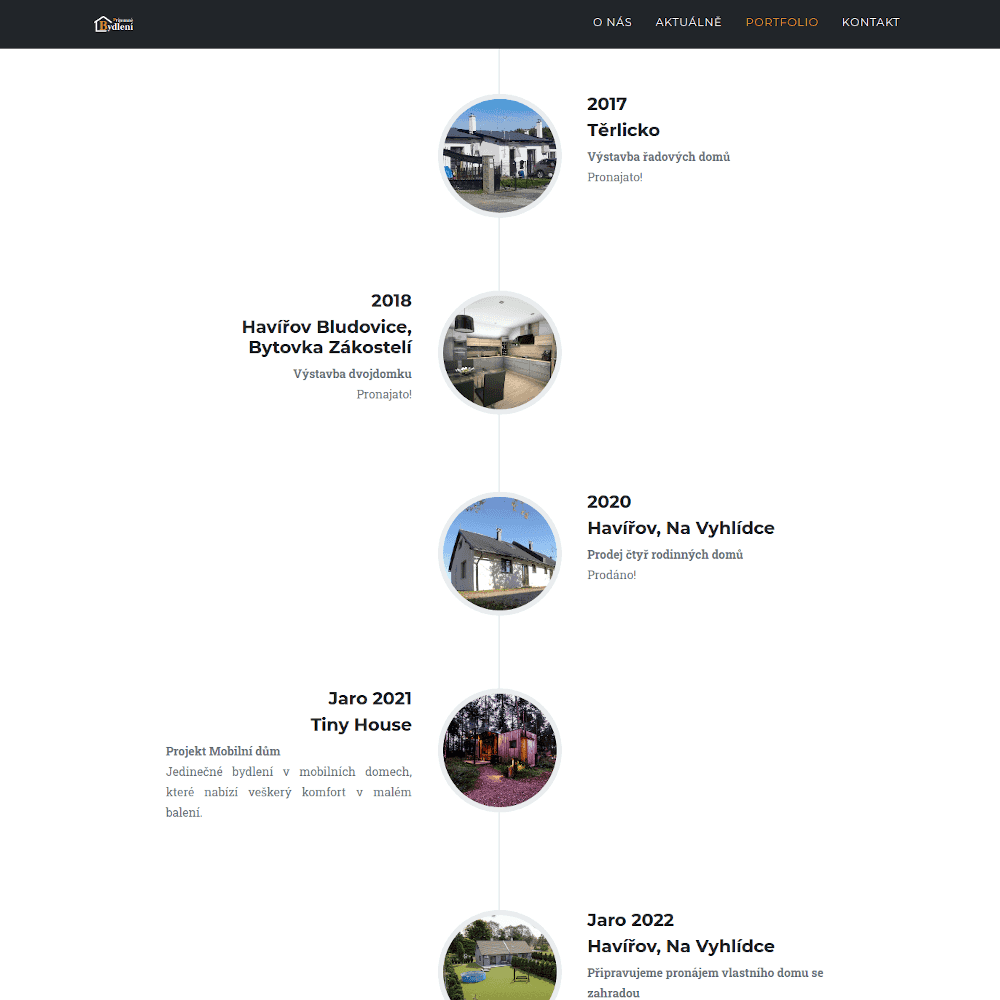 Příjemné
Bydlení
O NÁS AKTUÁLNĚ PORTFOLIO KONTAKT
2017
Těrlicko
Výstavba řadových domů
Pronajato!
2018
Havířov Bludovice,
Bytovka Zákostelí
Výstavba dvojdomku
Pronajato!
2020
Havířov, Na Vyhlídce
Prodej čtyř rodinných domů
Prodáno!
Jaro 2021
Tiny House
Projekt Mobilní dům
Jedinečné bydlení v mobilních domech,
které nabízí veškerý komfort v malém
balení.
Jaro 2022
Havířov, Na Vyhlídce
Připravujeme pronájem vlastního domu se
zahradou